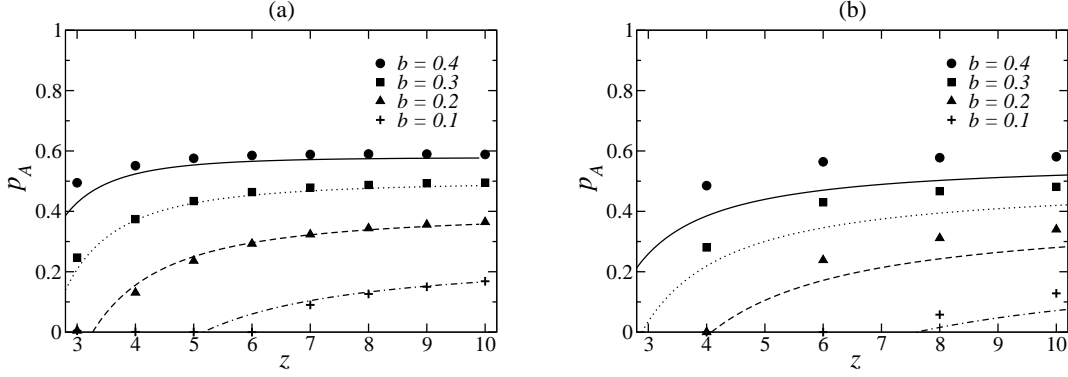 (a)
1
0.8
0.6
0.4
0.2
0
p_A
b = 0.4
b = 0.3
b = 0.2
b = 0.1
3 4 5 6 7 8 9 10
z
(b)
1
0.8
0.6
0.4
0.2
0
p_A
b = 0.4
b = 0.3
b = 0.2
b = 0.1
3 4 5 6 7 8 9 10
z